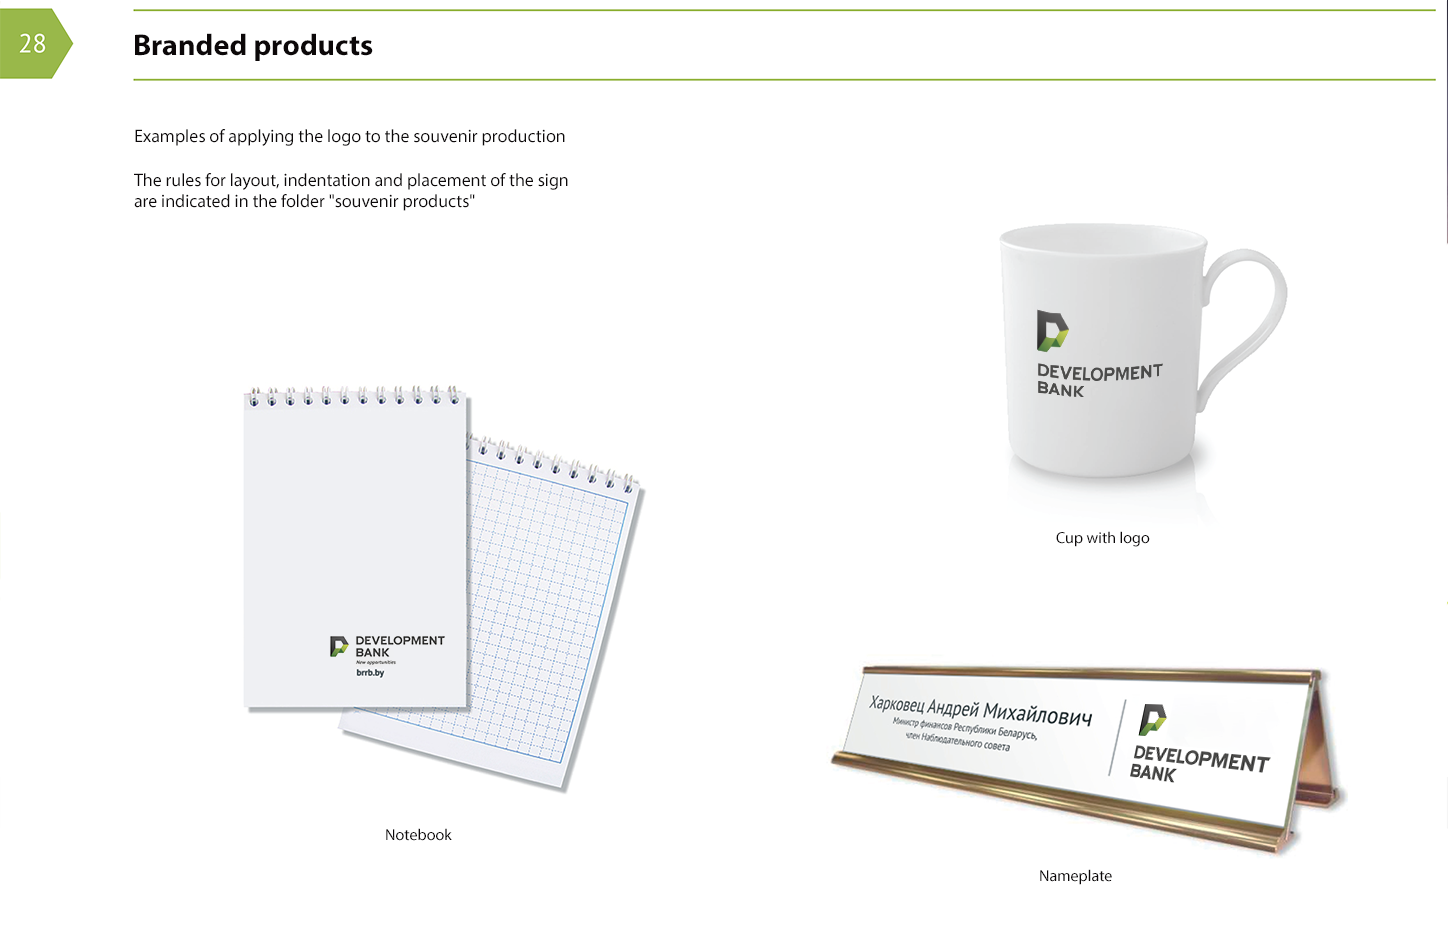 28
Branded products
Examples of applying the logo to the souvenir production
The rules for layout, indentation and placement of the sign
are indicated in the folder "souvenir products"
DEVELOPMENT
BANK
Cup with logo
DEVELOPMENT
BANK
New opportunities
brrb.by
Notebook
Харковец Андрей Михайлович
Министр финансов Республики Беларусь,
член Наблюдательного совета
DEVELOPMENT
BANK
Nameplate